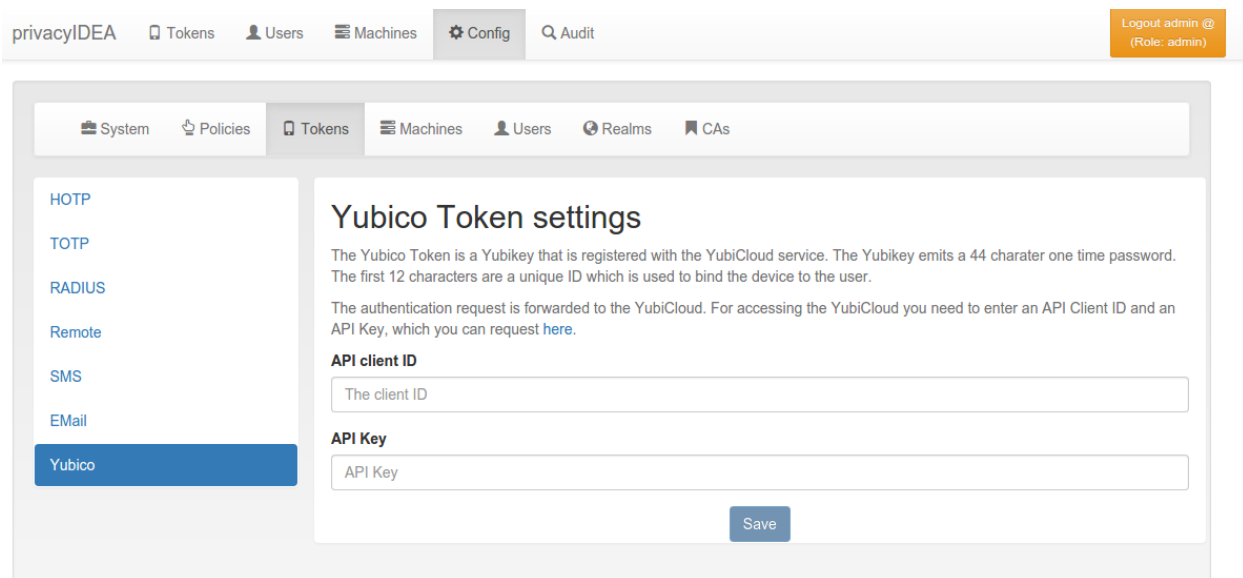 privacyIDEA Tokens Users Machines Config Audit
Logout admin @
(Role: admin)
System Policies Tokens Machines Users Realms CAs
HOTP
TOTP
RADIUS
Remote
SMS
EMail
Yubico
Yubico Token settings
The Yubico Token is a Yubikey that is registered with the YubiCloud service. The Yubikey emits a 44 charater one time password.
The first 12 characters are a unique ID which is used to bind the device to the user.
The authentication request is forwarded to the YubiCloud. For accessing the YubiCloud you need to enter an API Client ID and an
API Key, which you can request here.
API client ID
The client ID
API Key
API Key
Save